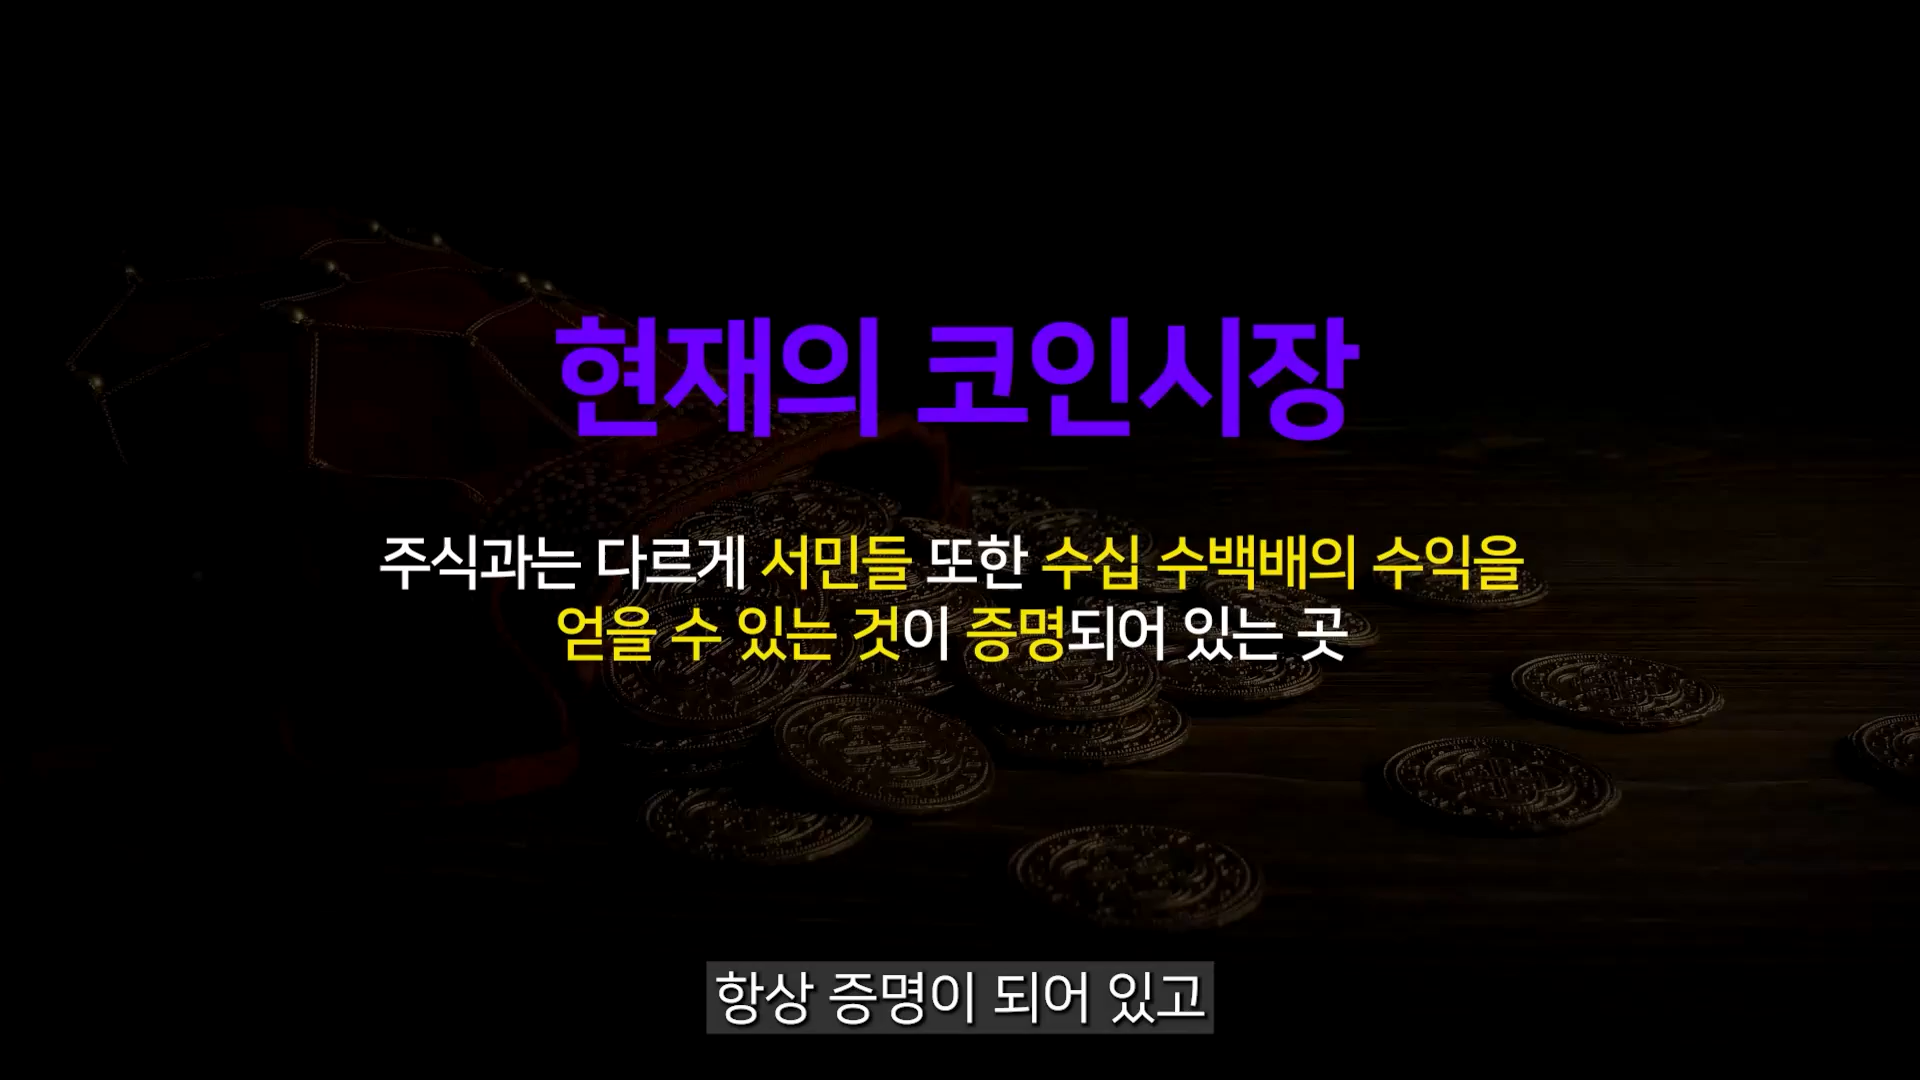 현재의 코인시장
주식과는 다르게 서민들 또한 수십 수백배의 수익을
얻을 수 있는 것이 증명되어 있는 곳
항상 증명이 되어 있고